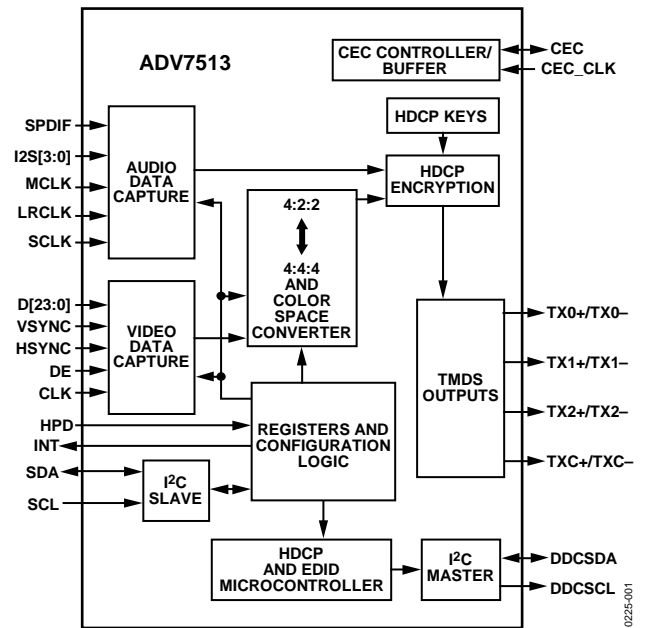 ADV7513
CEC CONTROLLER/
BUFFER
CEC
CEC_CLK
HDCP KEYS
HDCP
ENCRYPTION
SPDIF
I2S[3:0]
MCLK
LRCLK
SCLK
AUDIO
DATA
CAPTURE
4:2:2
4:4:4
AND
COLOR
SPACE
CONVERTER
D[23:0]
VSYNC
HSYNC
DE
CLK
VIDEO
DATA
CAPTURE
TMDS
OUTPUTS
TX0+/TX0–
TX1+/TX1–
TX2+/TX2–
TXC+/TXC–
HPD
INT
REGISTERS AND
CONFIGURATION
LOGIC
SDA
SCL
I2C
SLAVE
HDCP
AND EDID
MICROCONTROLLER
I2C
MASTER
DDCSDA
DDCSCL
0225-001